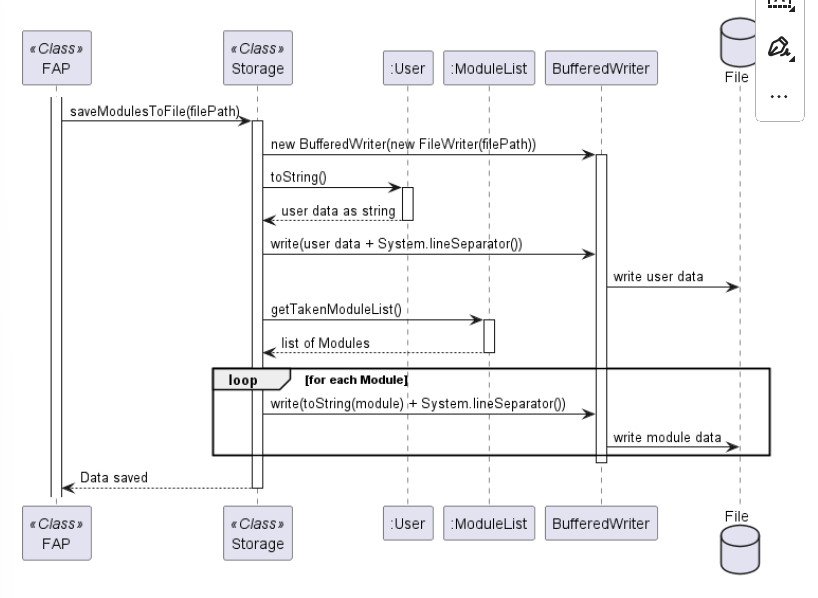 «Class»
FAP
«Class»
Storage
:User
:ModuleList
BufferedWriter
File
...
saveModulesToFile(filePath)
new BufferedWriter(new FileWriter(filePath))
toString()
user data as string
write(user data + System.lineSeparator())
write user data
getTakenModuleList()
list of Modules
loop
[for each Module]
write(toString(module) + System.lineSeparator())
write module data
Data saved
«Class»
FAP
«Class»
Storage
:User
:ModuleList
BufferedWriter
File